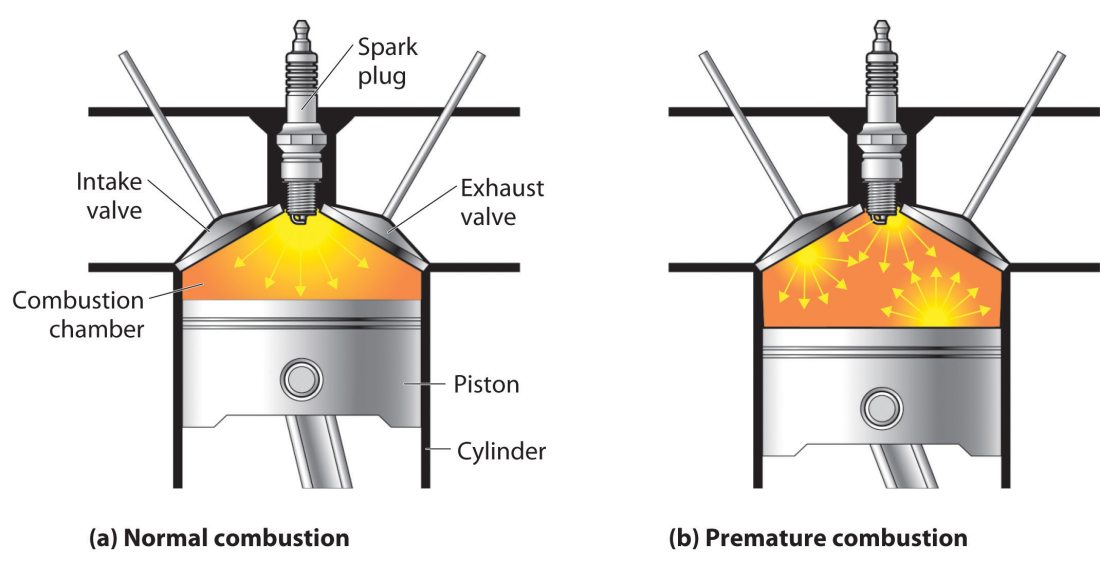 Spark
plug
Intake
valve
Exhaust
valve
Combustion
chamber
Piston
Cylinder
(a) Normal combustion
(b) Premature combustion